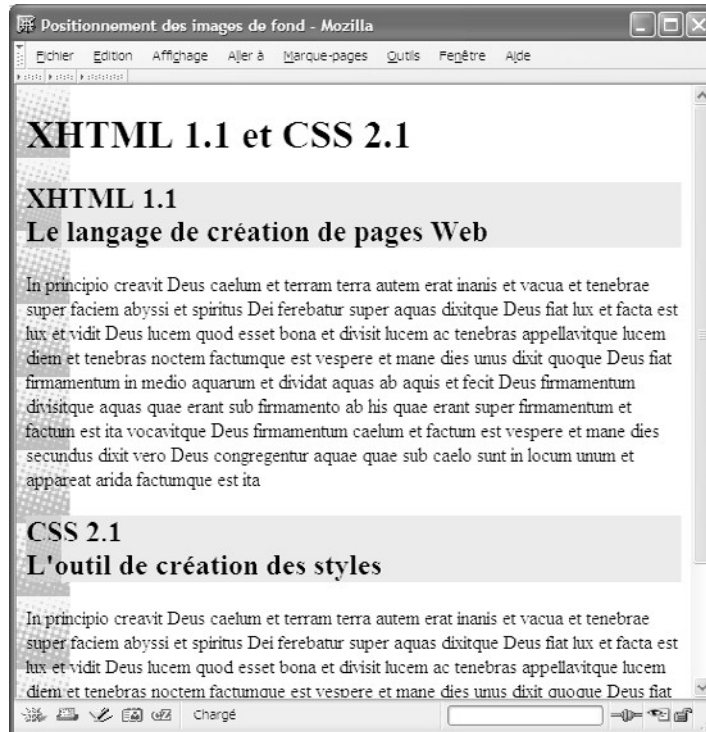 Positionnement des images de fond - Mozilla
Fichier Edition Affichage Aller à Marque-pages Outils Fenêtre Aide
XHTML 1.1 et CSS 2.1
XHTML 1.1
Le langage de création de pages Web
In principio creavit Deus caelum et terram terra autem erat inanis et vacua et tenebrae
super faciem abyssi et spiritus Dei ferebatur super aquas dixitque Deus fiat lux et facta est
lux et vidit Deus lucem quod esset bona et divisit lucem ac tenebras appellavitque lucem
diem et tenebras noctem factumque est vespere et mane dies unus dixit quoque Deus fiat
firmamentum in medio aquarum et dividat aquas ab aquis et fecit Deus firmamentum
divisitque aquas quae erant sub firmamento ab his quae erant super firmamentum et
factum est ita vocavitque Deus firmamentum caelum et factum est vespere et mane dies
secundus dixit vero Deus congregentur aquae quae sub caelo sunt in locum unum et
appareat arida factumque est ita
CSS 2.1
L'outil de création des styles
In principio creavit Deus caelum et terram terra autem erat inanis et vacua et tenebrae
super faciem abyssi et spiritus Dei ferebatur super aquas dixitque Deus fiat lux et facta est
lux et vidit Deus lucem quod esset bona et divisit lucem ac tenebras appellavitque lucem
diem et tenebras noctem factumque est vespere et mane dies unus dixit quoque Deus fiat
Chargé